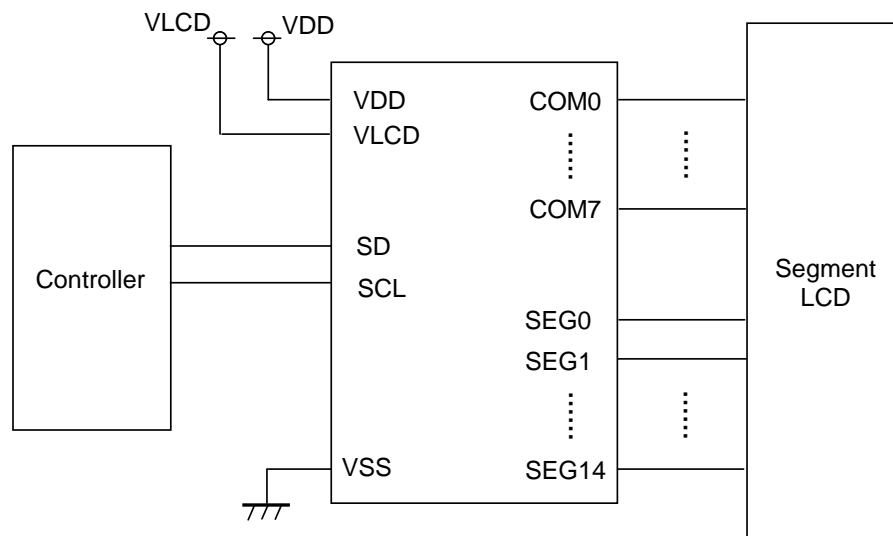 VLCD VDD
VDD COM0
VLCD
COM7
SD
Controller
SCL
Segment
LCD
SEG0
SEG1
VSS SEG14